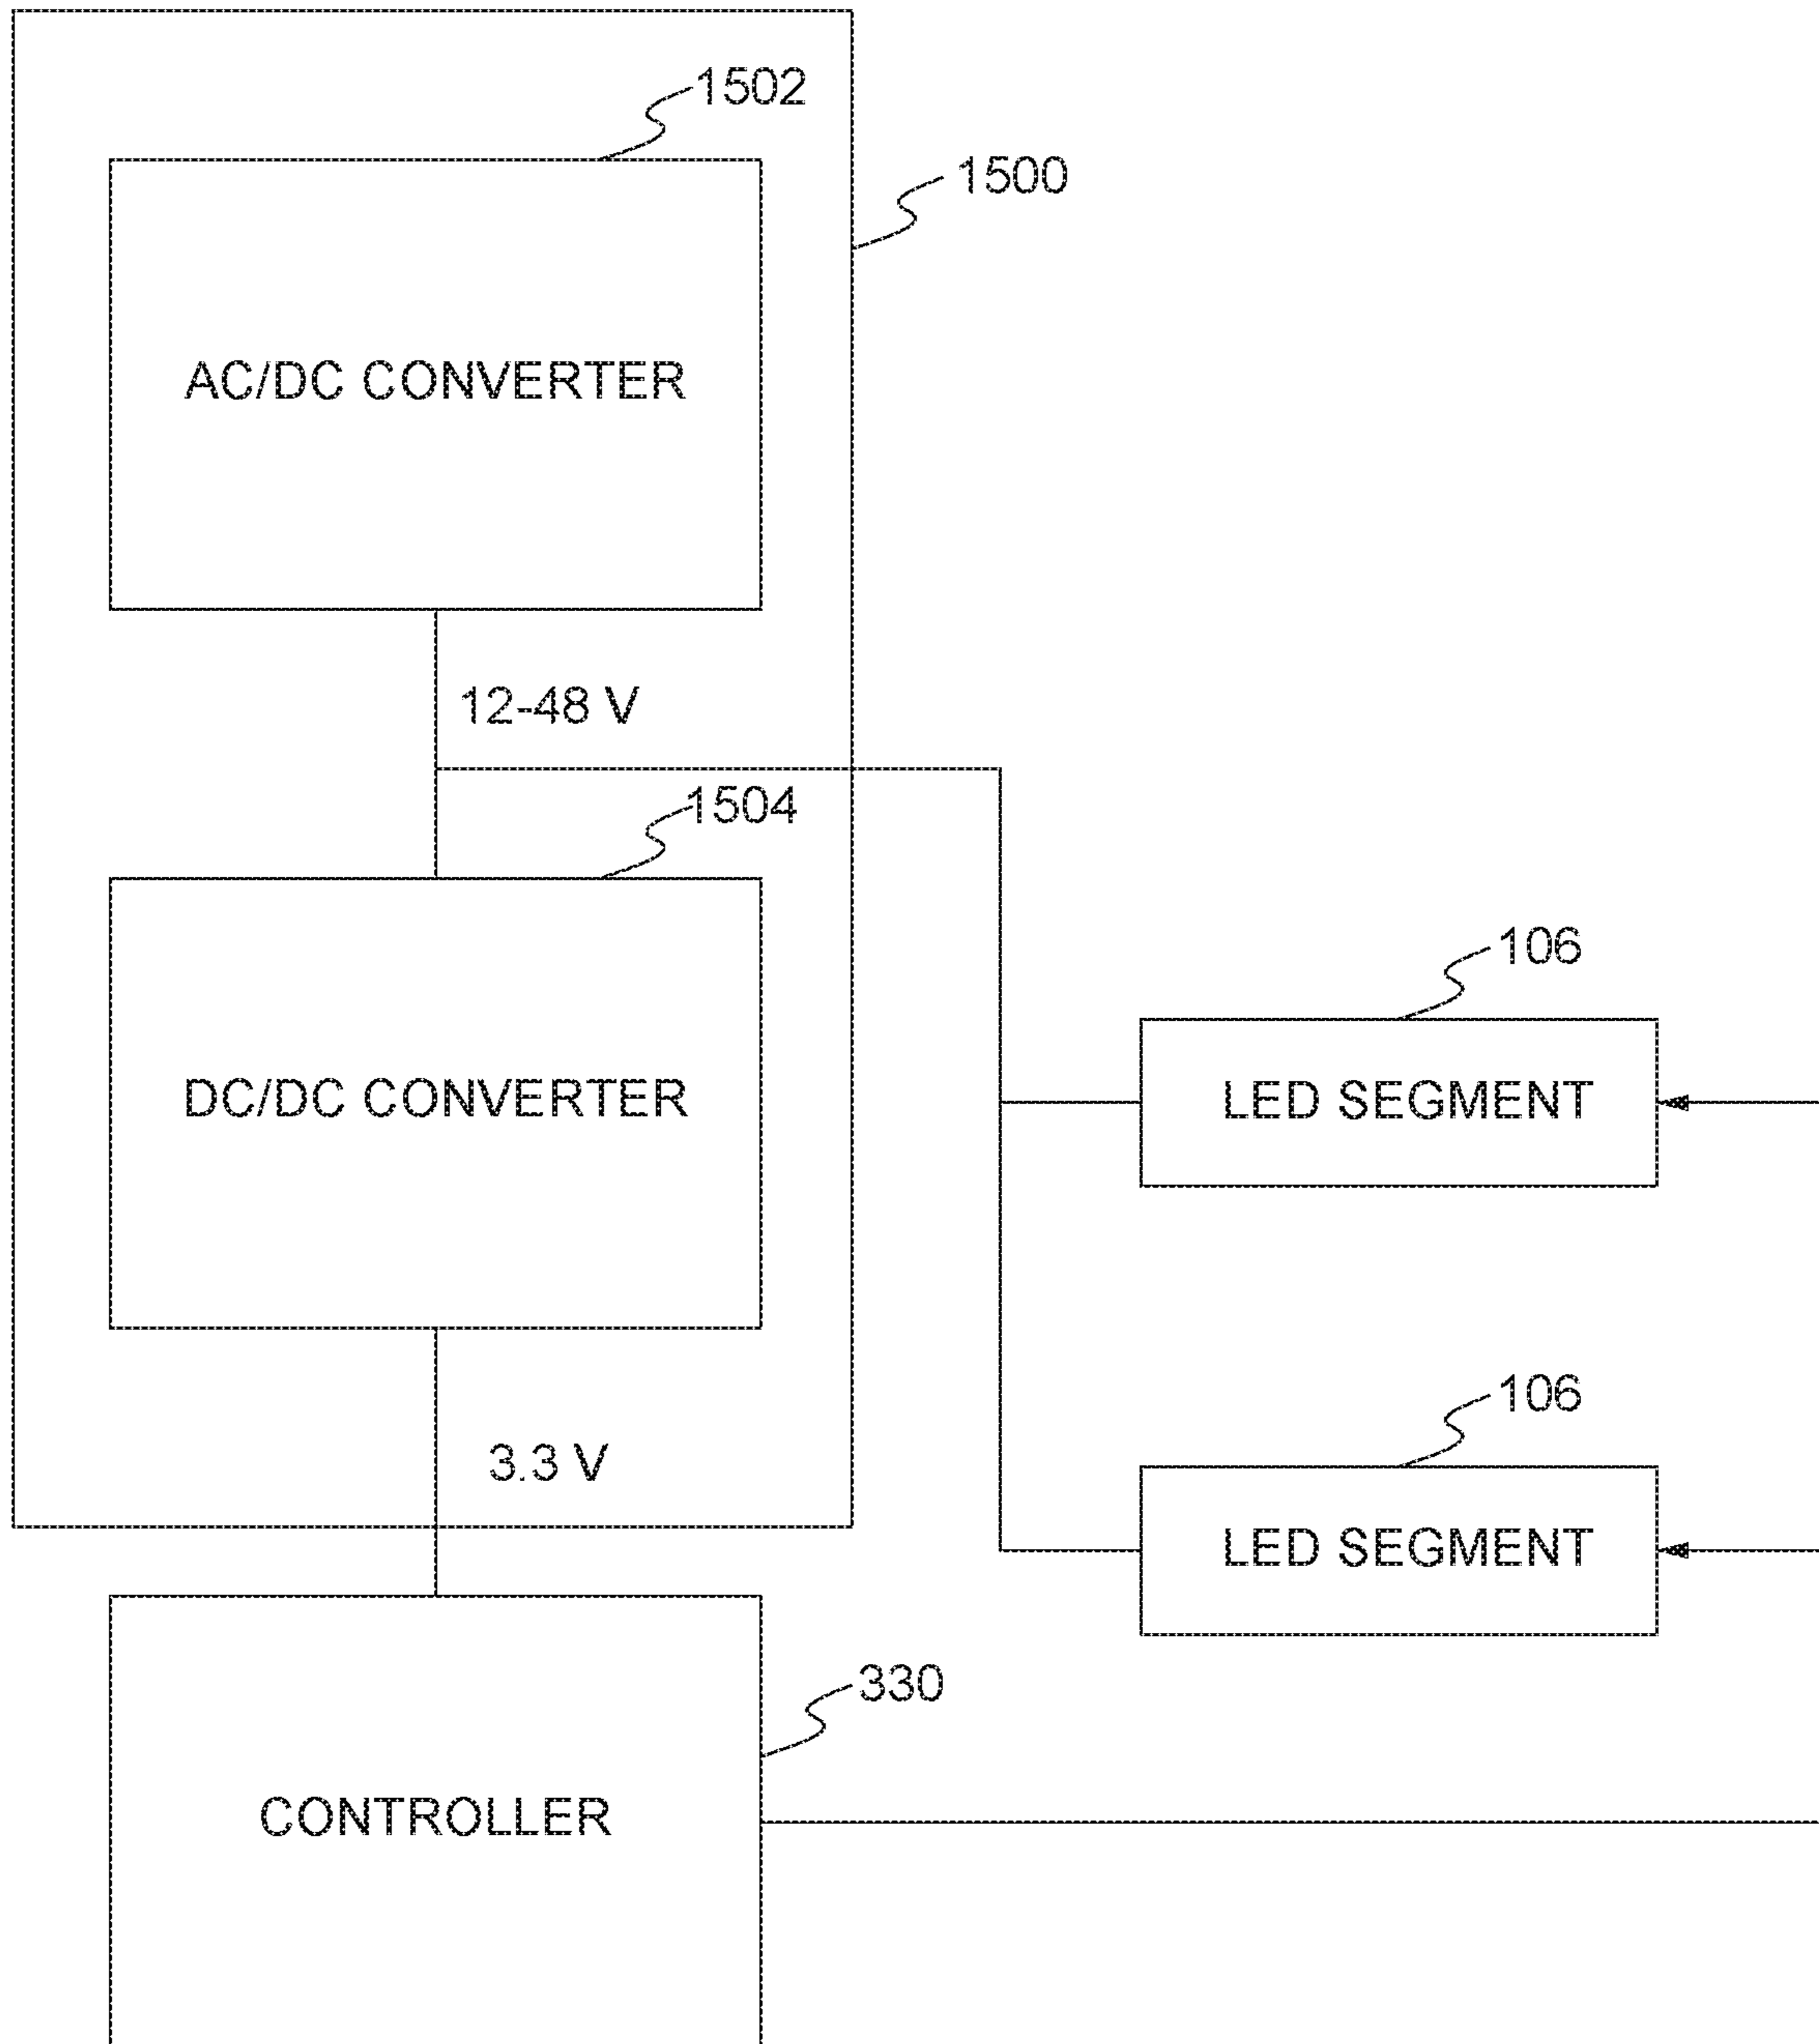 1502
1500
AC/DC CONVERTER
12-48 V
1504
106
DC/DC CONVERTER
LED SEGMENT
106
3.3 V
LED SEGMENT
330
CONTROLLER